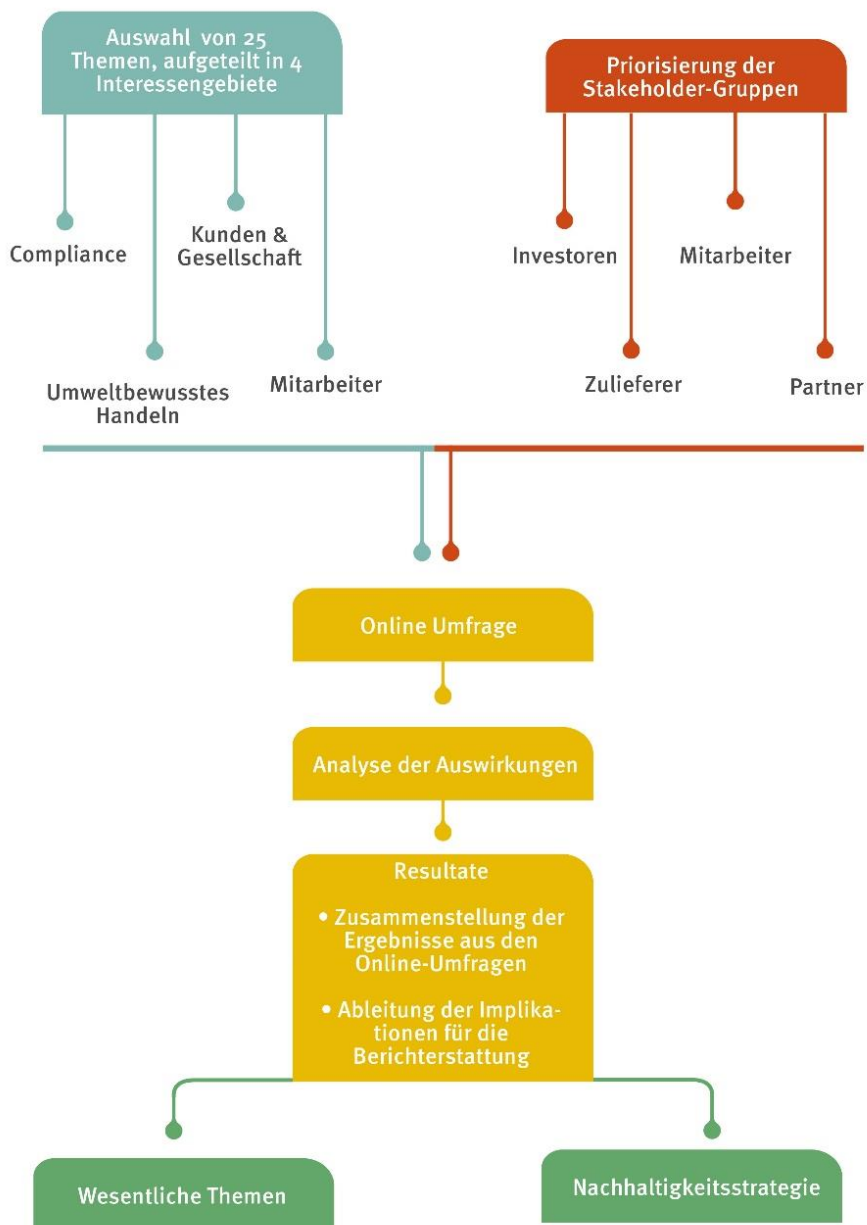 Auswahl von 25
Themen, aufgeteilt in 4
Interessengebiete
Compliance
Kunden &
Gesellschaft
Umweltbewusstes
Handeln
Mitarbeiter
Priorisierung der
Stakeholder-Gruppen
Investoren
Mitarbeiter
Zulieferer
Partner
Online Umfrage
Analyse der Auswirkungen
Resultate
• Zusammenstellung der
Ergebnisse aus den
Online-Umfragen
• Ableitung der Implika-
tionen für die
Berichterstattung
Wesentliche Themen
Nachhaltigkeitsstrategie